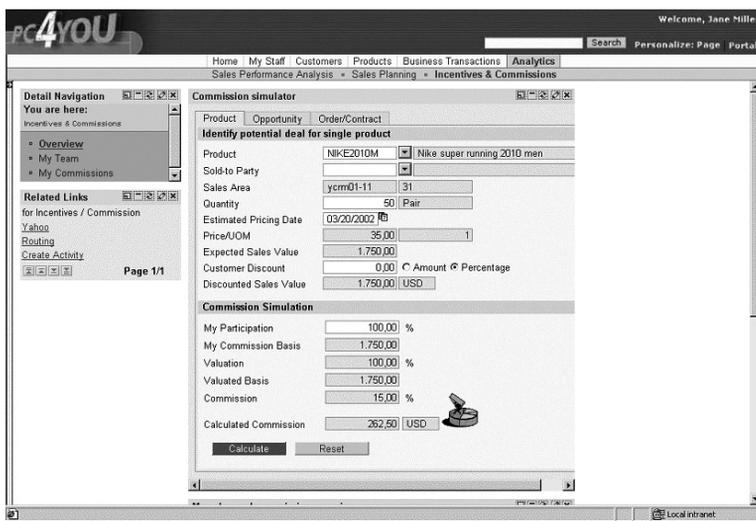 PC4YOU
Welcome, Jane Mille
Search Personalize: Page Portal
Home My Staff Customers Products Business Transactions Analytics
Sales Performance Analysis Sales Planning Incentives & Commissions
Detail Navigation
You are here:
Incentives & Commissions
Overview
My Team
My Commissions
Related Links
for Incentives / Commission
Yahoo
Routing
Create Activity
Page 1/1
Commission simulator
Product Opportunity Order/Contract
Identify potential deal for single product
Product NIKE2010M Nike super running 2010 men
Sold-to Party
Sales Area ycrm01-11 31
Quantity 50 Pair
Estimated Pricing Date 03/20/2002
Price/UOM 35,00 1
Expected Sales Value 1.750,00
Customer Discount 0,00 Amount Percentage
Discounted Sales Value 1.750,00 USD
Commission Simulation
My Participation 100,00 %
My Commission Basis 1.750,00
Valuation 100,00 %
Valuated Basis 1.750,00
Commission 15,00 %
Calculated Commission 262,50 USD
Calculate Reset
Local intranet